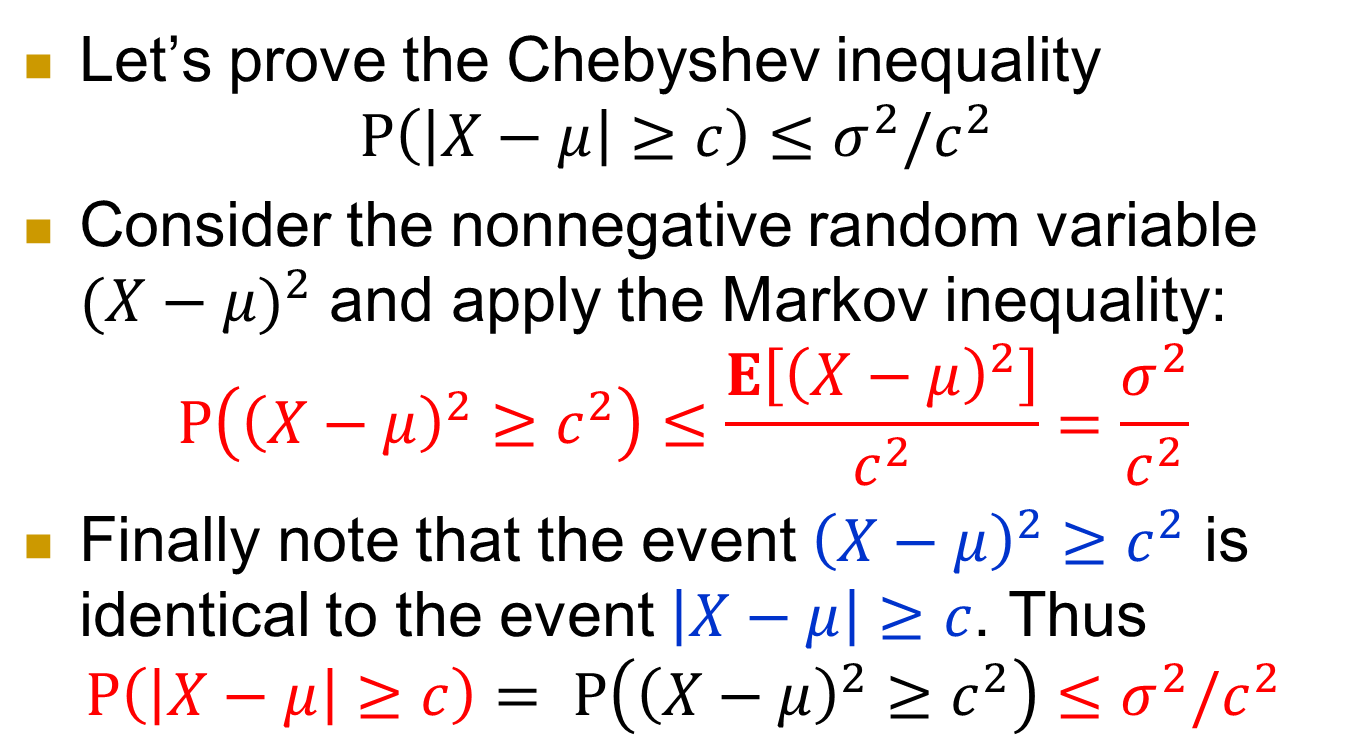 Let’s prove the Chebyshev inequality
P(|X − μ| ≥ c) ≤ σ²/c²
Consider the nonnegative random variable
(X − μ)² and apply the Markov inequality:
P((X − μ)² ≥ c²) ≤ E[(X − μ)²]/c² = σ²/c²
Finally note that the event (X − μ)² ≥ c² is
identical to the event |X − μ| ≥ c. Thus
P(|X − μ| ≥ c) = P((X − μ)² ≥ c²) ≤ σ²/c²